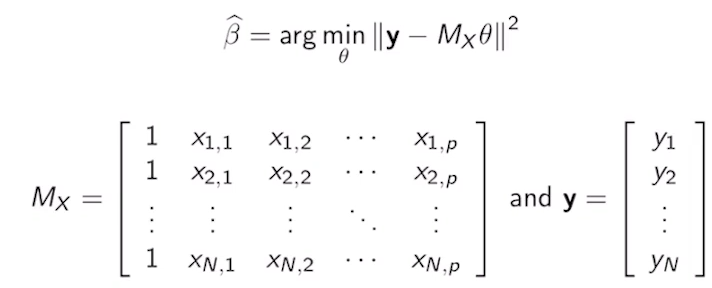 β̂ = arg min_θ ‖y − M_X θ‖²
M_X = [ 1 x_{1,1} x_{1,2} ⋯ x_{1,p} ; 1 x_{2,1} x_{2,2} ⋯ x_{2,p} ; ⋮ ⋮ ⋮ ⋱ ⋮ ; 1 x_{N,1} x_{N,2} ⋯ x_{N,p} ] and y = [ y_1 ; y_2 ; ⋮ ; y_N ]